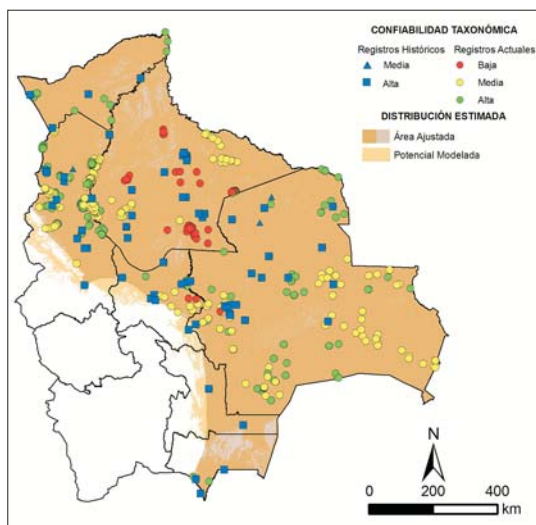 CONFIABILIDAD TAXONÓMICA
Registros Históricos Registros Actuales
Media Baja
Alta Media
Alta
DISTRIBUCIÓN ESTIMADA
Área Ajustada
Potencial Modelada
N
0 200 400
km